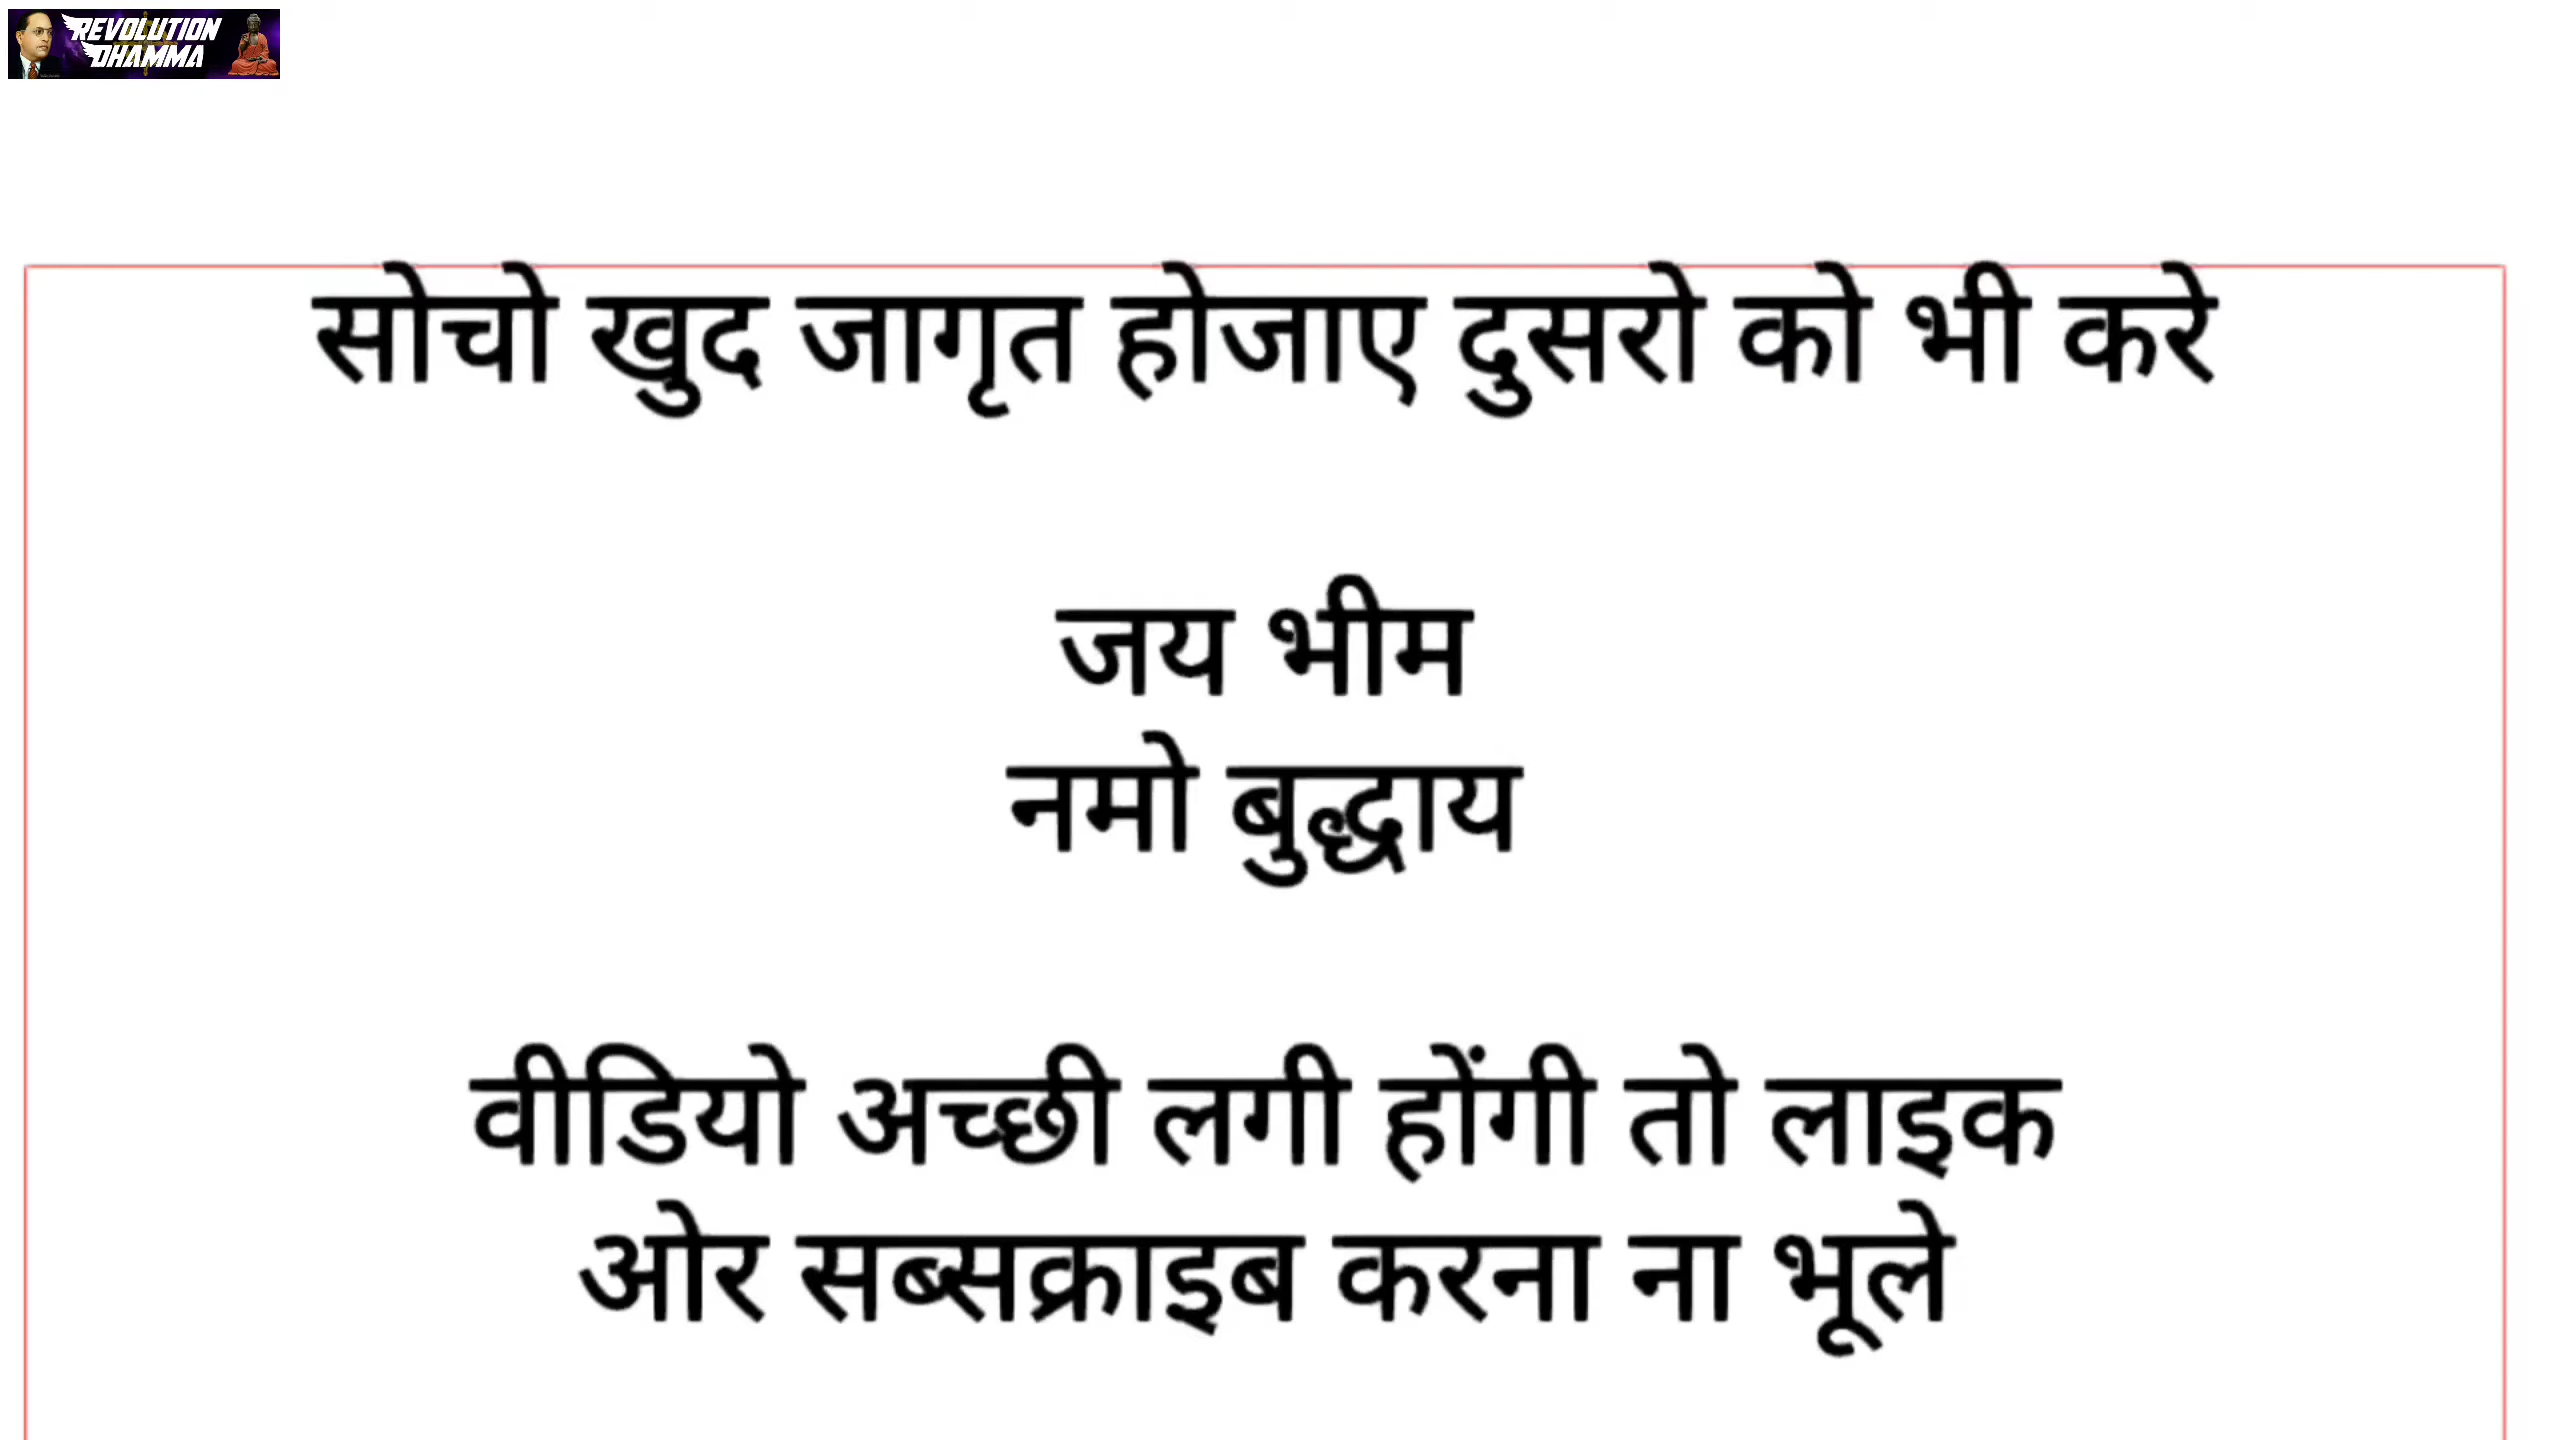 REVOLUTION
DHAMMA
सोचो खुद जागृत होजाए दुसरो को भी करे
जय भीम
नमो बुद्धाय
वीडियो अच्छी लगी होंगी तो लाइक
ओर सब्सक्राइब करना ना भूले